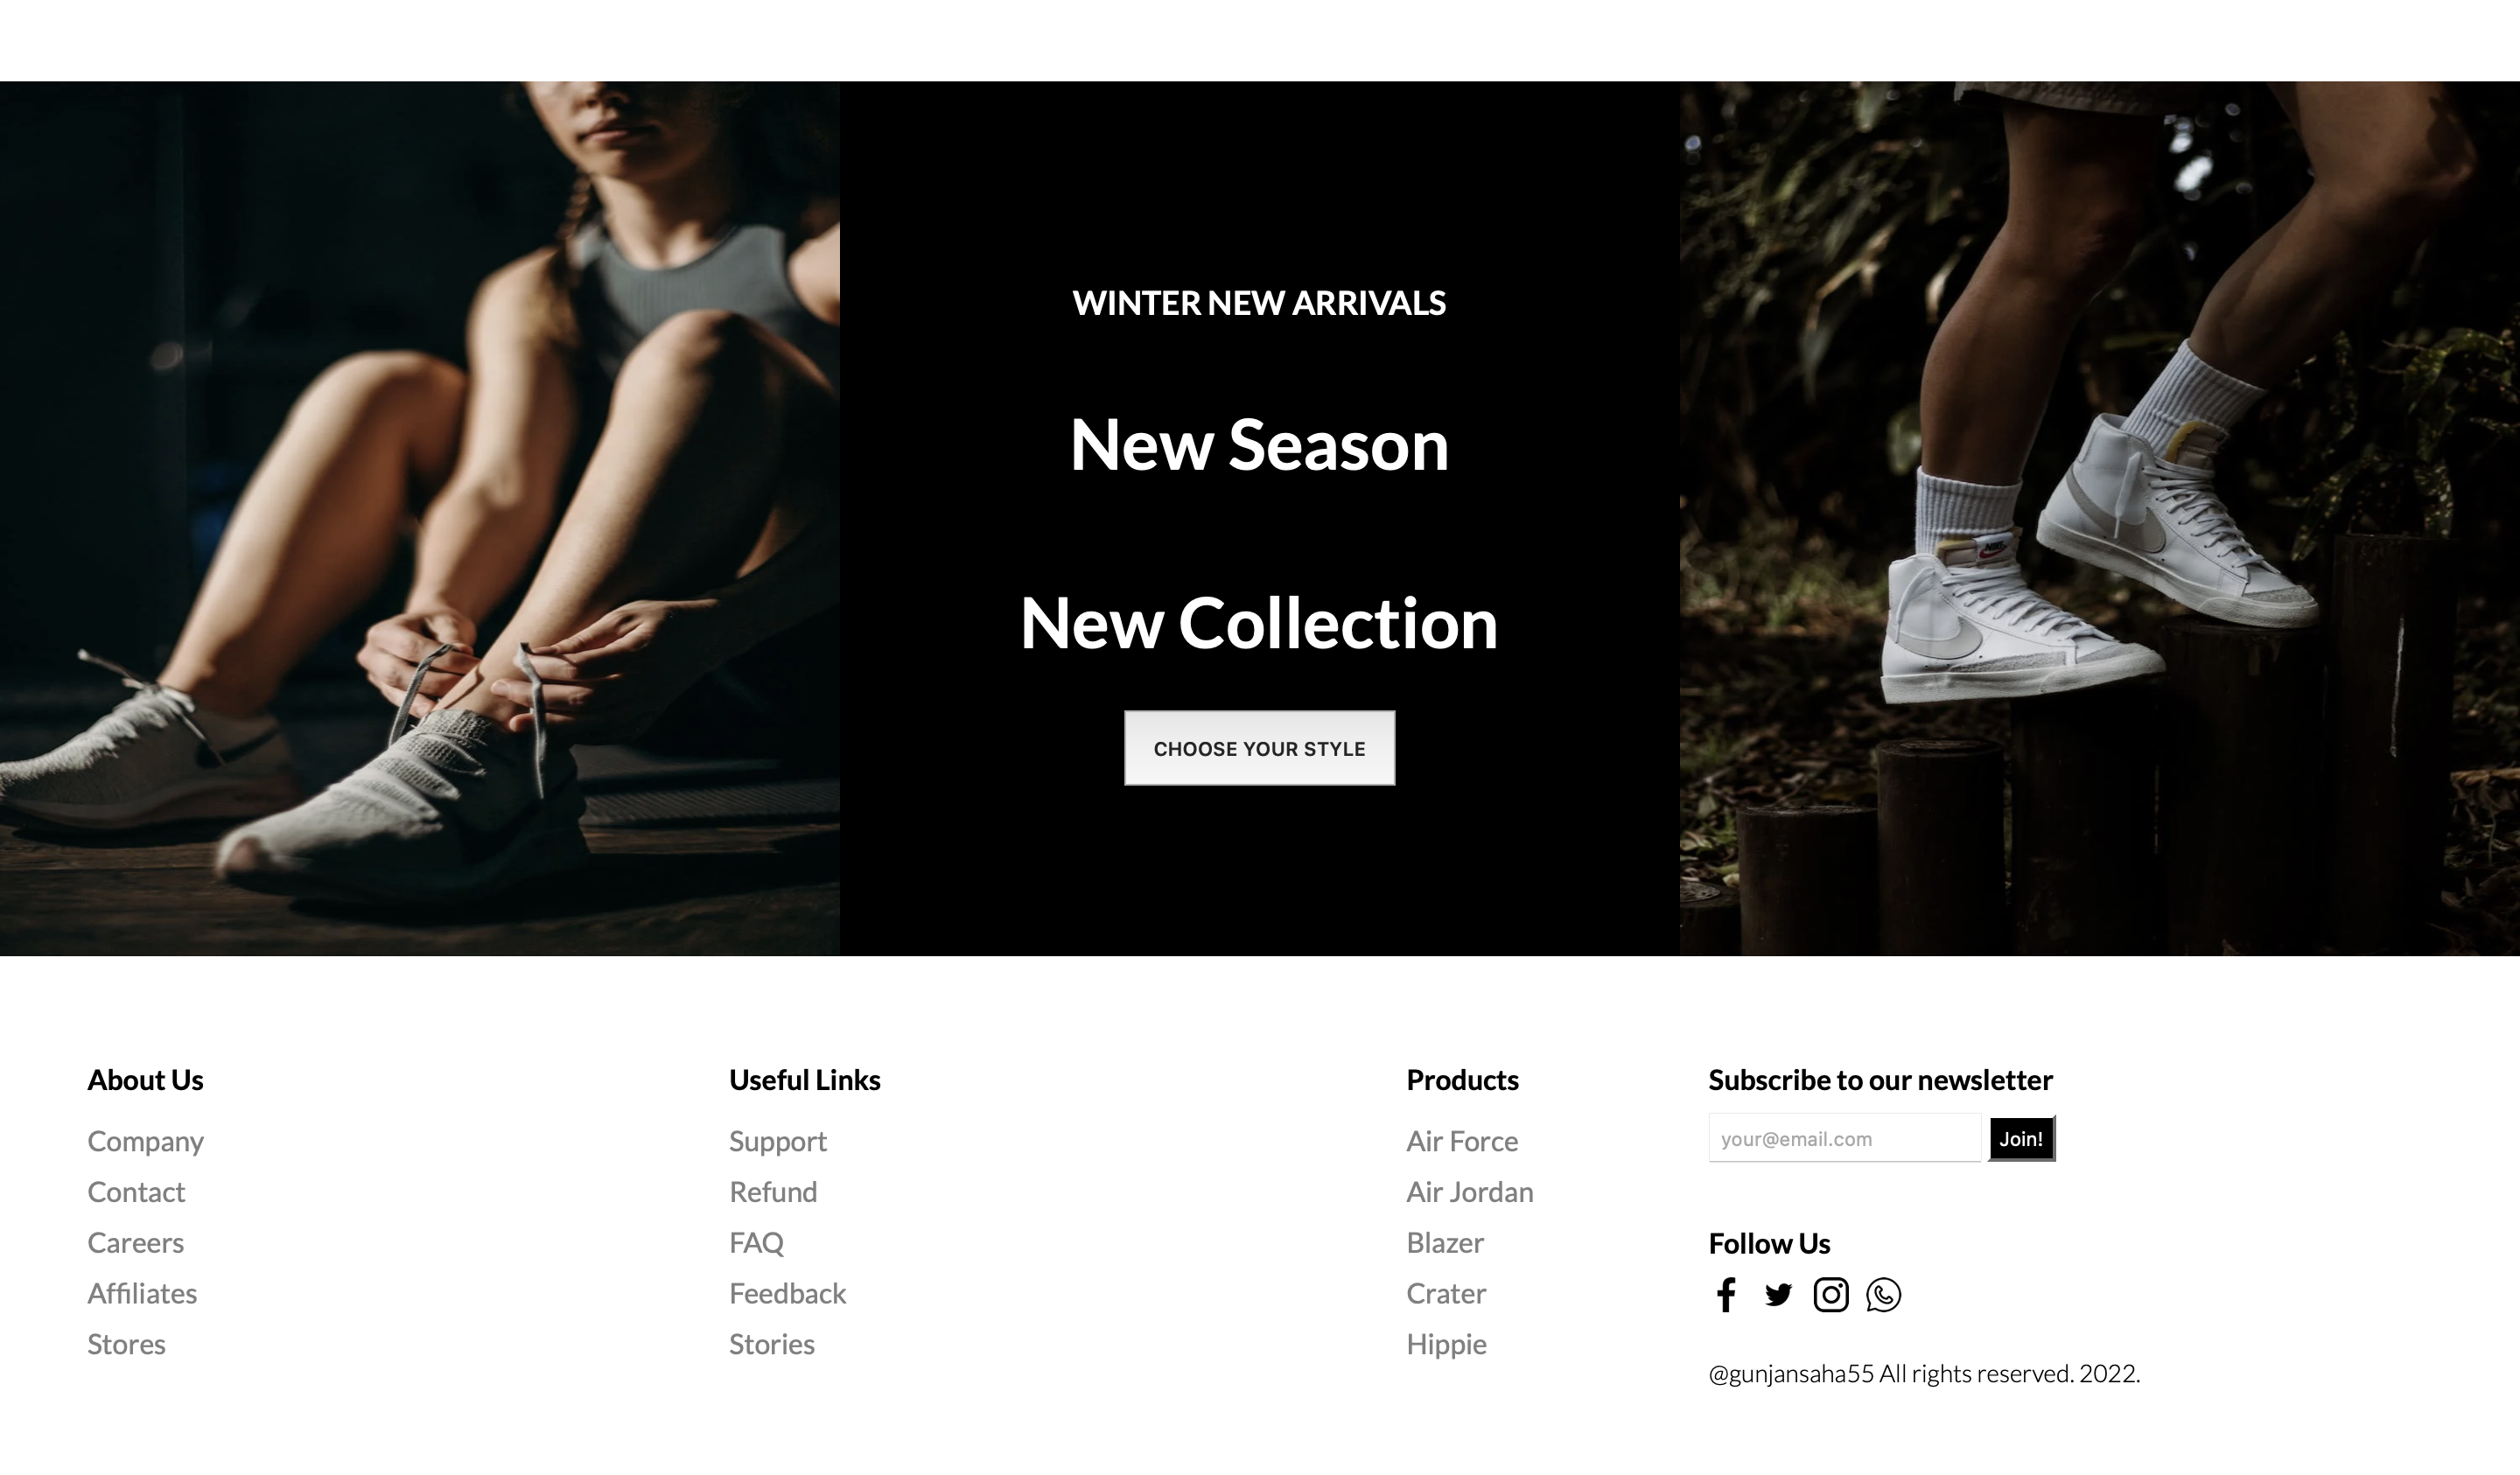 WINTER NEW ARRIVALS
New Season
New Collection
CHOOSE YOUR STYLE
NIKE
About Us
Company
Contact
Careers
Affiliates
Stores
Useful Links
Support
Refund
FAQ
Feedback
Stories
Products
Air Force
Air Jordan
Blazer
Crater
Hippie
Subscribe to our newsletter
your@email.com
Join!
Follow Us
@gunjansaha55 All rights reserved. 2022.